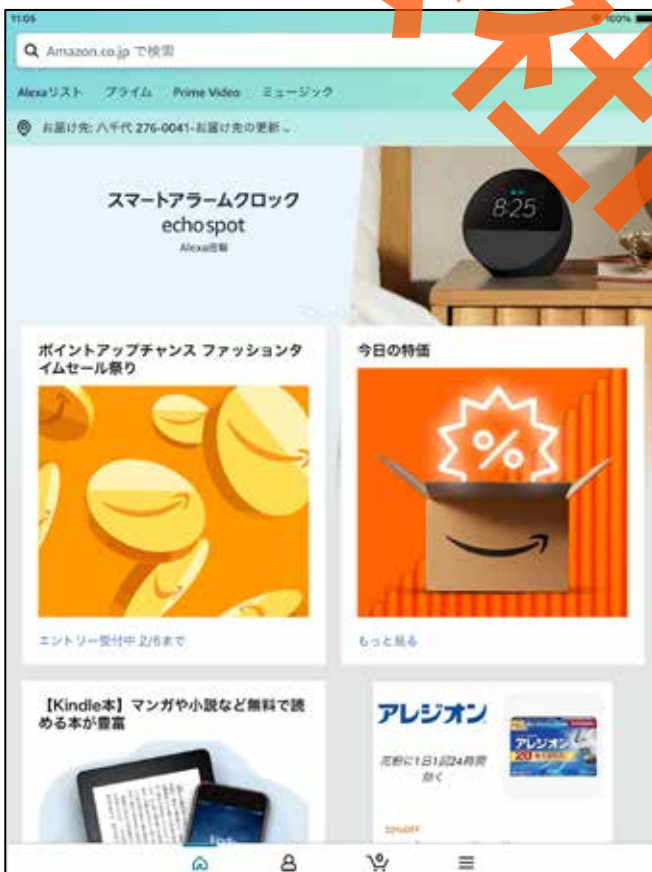 社
11:05
100%
Amazon.co.jp で検索
Alexaリスト プライム Prime Video ミュージック
お届け先: 八千代 276-0041-お届け先の更新
スマートアラームクロック
echo spot
Alexa搭載
8:25
ポイントアップチャンス ファッションタ
イムセール祭り
今日の特価
%
エントリー受付中 2/6まで
もっと見る
【Kindle本】マンガや小説など無料で読
める本が豊富
アレジオン
花粉に1日1回24時間
効く
アレジオン
20
0